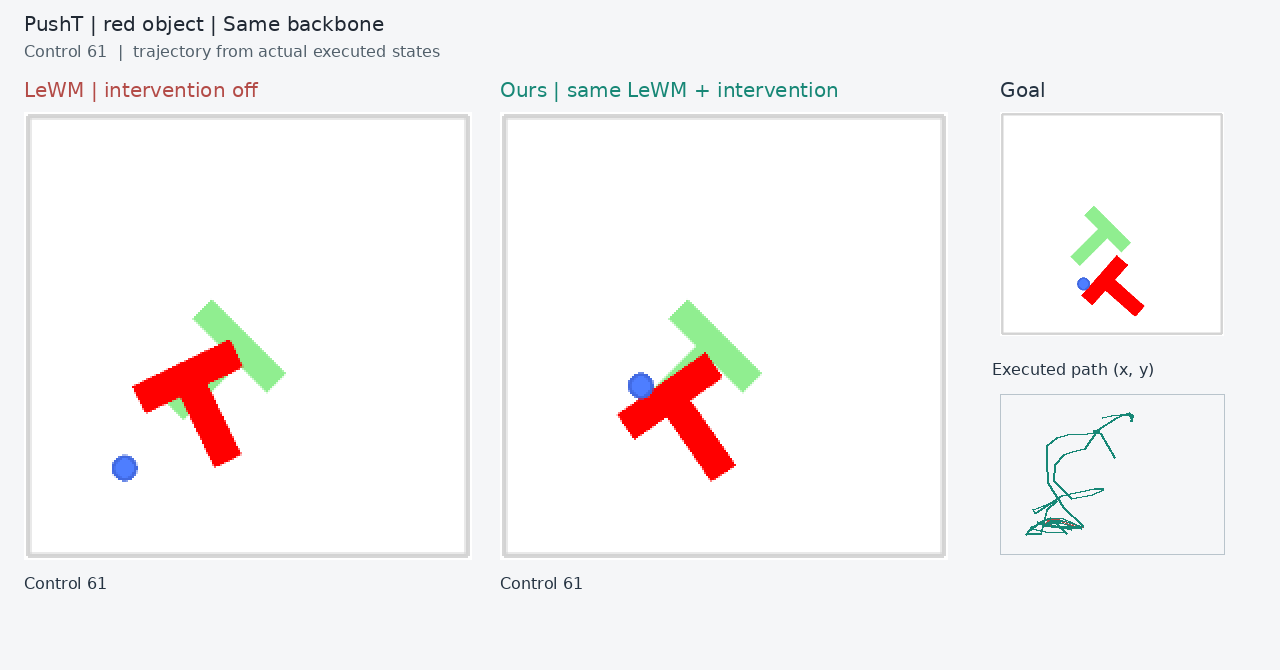 PushT | red object | Same backbone
Control 61 | trajectory from actual executed states
LeWM | intervention off
Ours | same LeWM + intervention
Goal
Executed path (x, y)
Control 61
Control 61